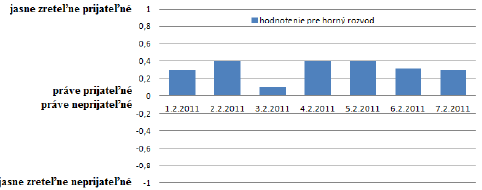 jasne zreteľne prijateľné
1
hodnotenie pre horný rozvod
0,8
0,6
0,4
0,2
práve prijateľné
0
práve neprijateľné
1.2.2011 2.2.2011 3.2.2011 4.2.2011 5.2.2011 6.2.2011 7.2.2011
-0,2
-0,4
-0,6
-0,8
jasne zreteľne neprijateľné
-1